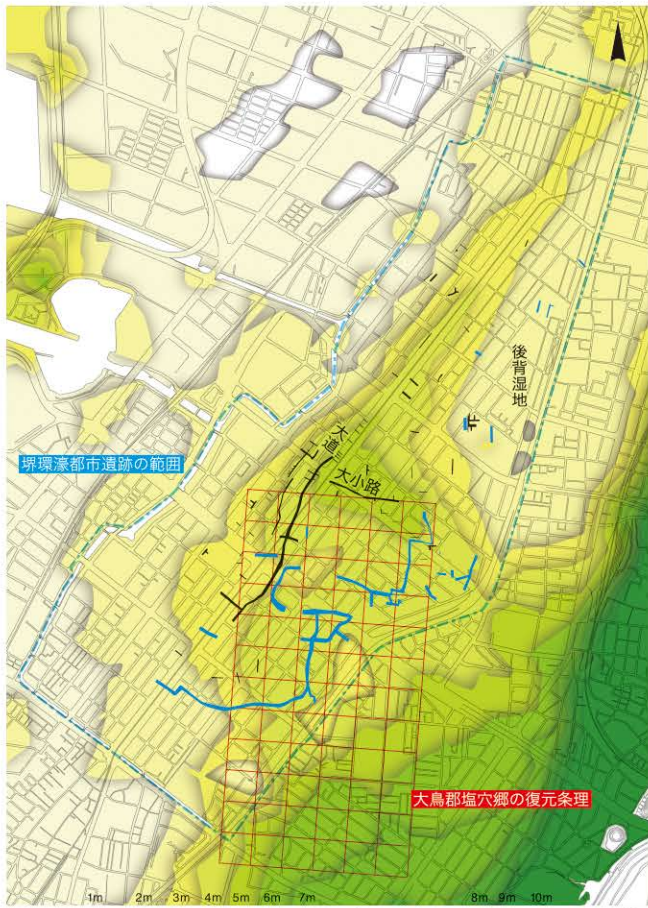 後背湿地
大道
大小路
堺環濠都市遺跡の範囲
大鳥郡塩穴郷の復元条理
1m 2m 3m 4m 5m 6m 7m 8m 9m 10m